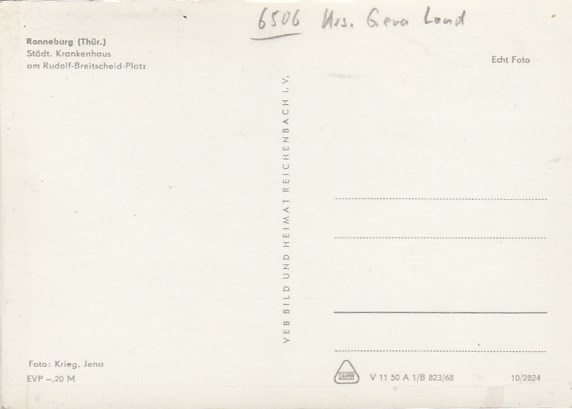 6506 Krs. Gera Land
Ronneburg (Thür.)
Städt. Krankenhaus
am Rudolf-Breitscheid-Platz
Echt Foto
VEB BILD UND HEIMAT REICHENBACH I. V.
Foto: Krieg, Jena
EVP –,20 M
V 11 50 A 1/B 823/68
10/2824